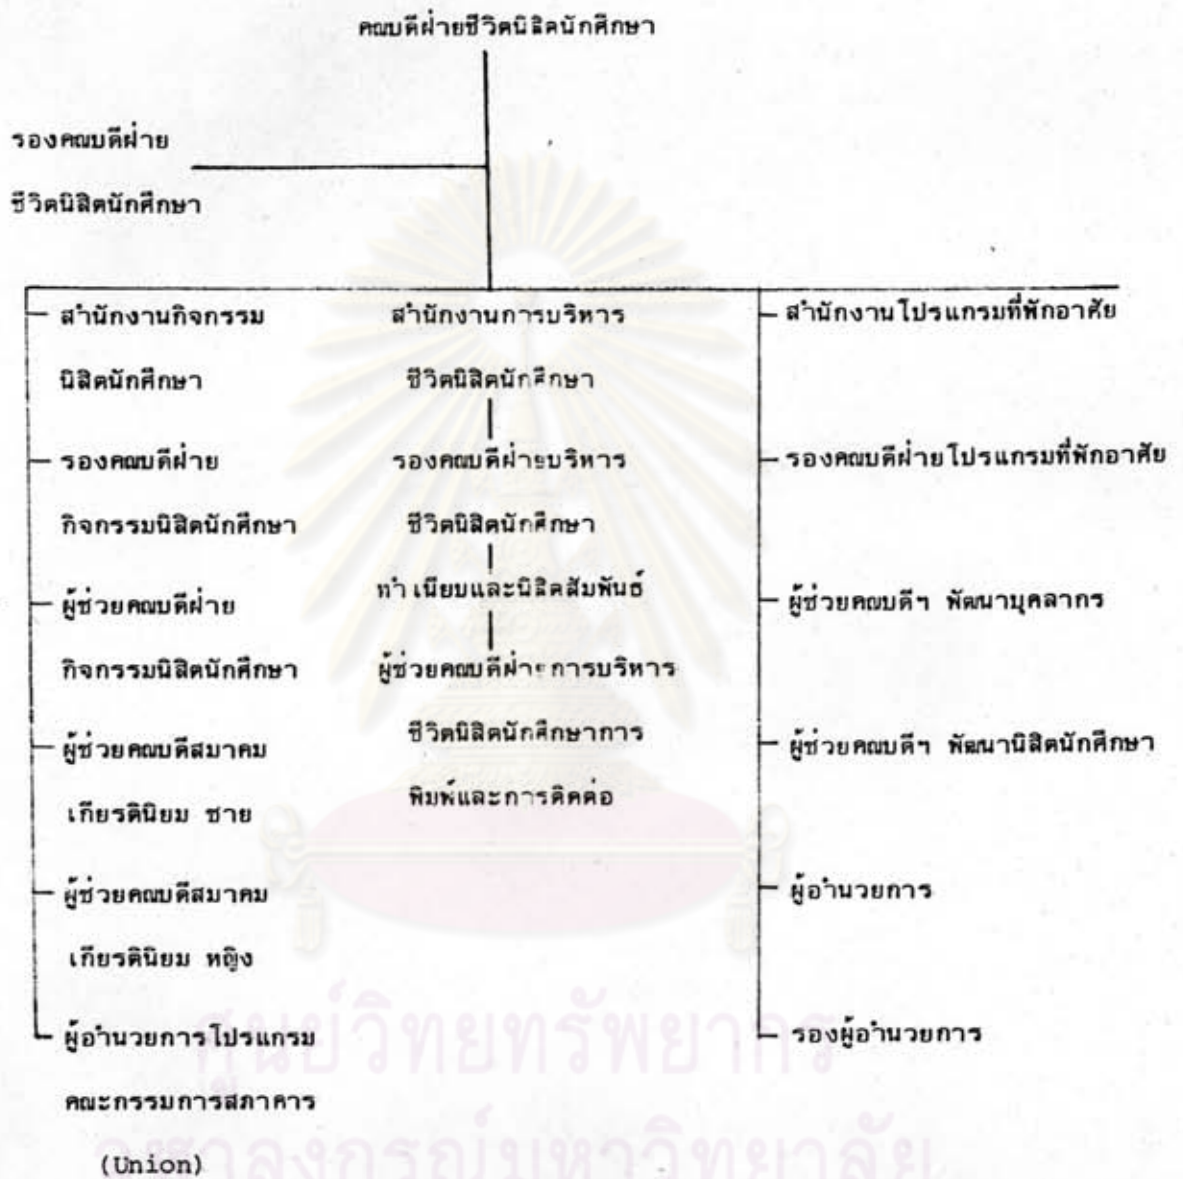 คณบดีฝ่ายชีวิตนิสิตนักศึกษา
รองคณบดีฝ่าย
ชีวิตนิสิตนักศึกษา
สำนักงานกิจกรรม
นิสิตนักศึกษา
รองคณบดีฝ่าย
กิจกรรมนิสิตนักศึกษา
ผู้ช่วยคณบดีฝ่าย
กิจกรรมนิสิตนักศึกษา
ผู้ช่วยคณบดีสมาคม
เกียรตินิยม ชาย
ผู้ช่วยคณบดีสมาคม
เกียรตินิยม หญิง
ผู้อำนวยการโปรแกรม
คณะกรรมการสภาคาร
(Union)
สำนักงานการบริหาร
ชีวิตนิสิตนักศึกษา
รองคณบดีฝ่ายบริหาร
ชีวิตนิสิตนักศึกษา
ทำเนียบและนิสิตสัมพันธ์
ผู้ช่วยคณบดีฝ่ายการบริหาร
ชีวิตนิสิตนักศึกษาการ
พิมพ์และการติดต่อ
สำนักงานโปรแกรมที่พักอาศัย
รองคณบดีฝ่ายโปรแกรมที่พักอาศัย
ผู้ช่วยคณบดีฯ พัฒนาบุคลากร
ผู้ช่วยคณบดีฯ พัฒนานิสิตนักศึกษา
ผู้อำนวยการ
รองผู้อำนวยการ
ศูนย์วิทยทรัพยากร
จุฬาลงกรณ์มหาวิทยาลัย